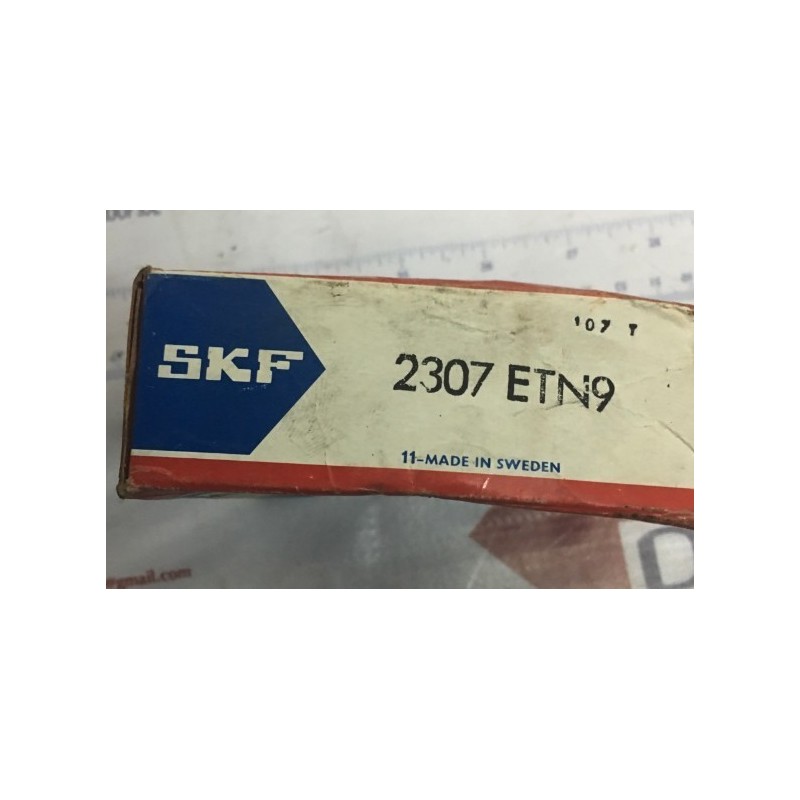 107 T
SKF
2307 ETN9
11-MADE IN SWEDEN
gmail.com